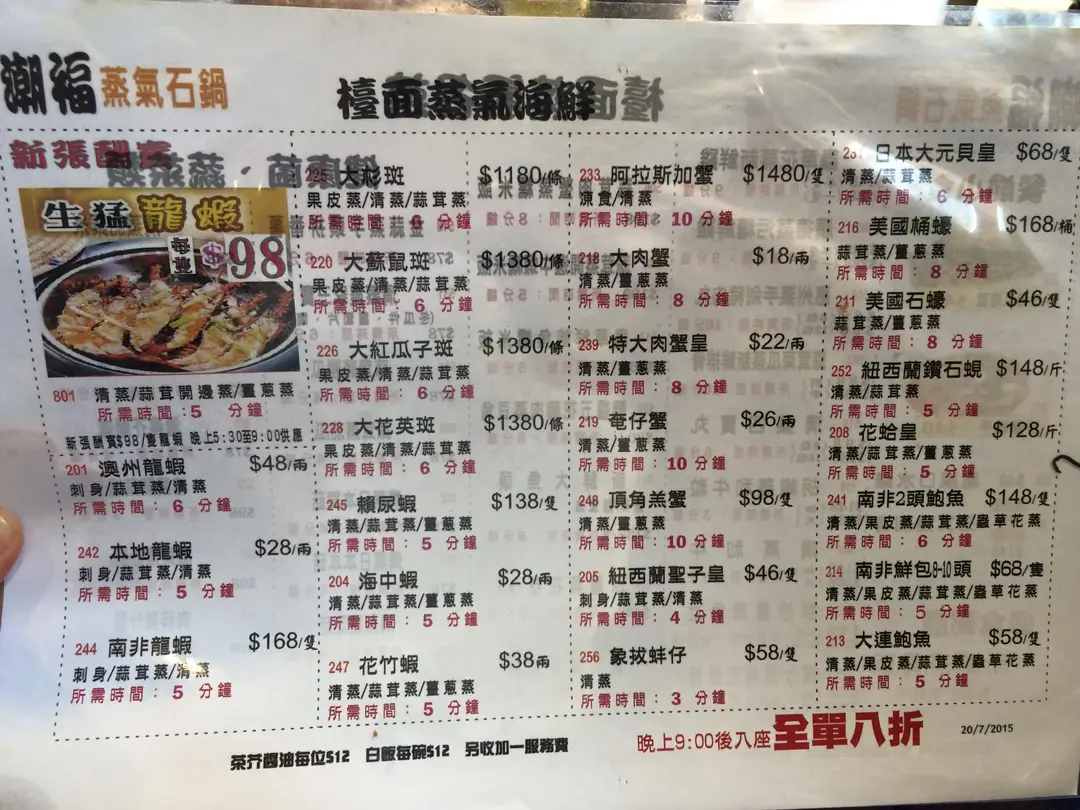 潮福 蒸氣石鍋
檯面蒸氣海鮮
新張酬賓
生猛龍蝦
$98
801 清蒸/蒜茸開邊蒸/薑蔥蒸
所需時間：5 分鐘
新張酬賓$98/隻龍蝦 晚上5:30至9:00供應
201 澳州龍蝦 $48/兩
刺身/蒜茸蒸/清蒸
所需時間：6 分鐘
242 本地龍蝦 $28/兩
刺身/蒜茸蒸/清蒸
所需時間：5 分鐘
244 南非龍蝦 $168/隻
刺身/蒜茸蒸/清蒸
所需時間：5 分鐘
225 大杉斑 $1180/條
果皮蒸/清蒸/蒜茸蒸
所需時間：6 分鐘
220 大蘇鼠斑 $1380/條
果皮蒸/清蒸/蒜茸蒸
所需時間：6 分鐘
226 大紅瓜子斑 $1380/條
果皮蒸/清蒸/蒜茸蒸
所需時間：6 分鐘
228 大花英斑 $1380/條
果皮蒸/清蒸/蒜茸蒸
所需時間：6 分鐘
245 賴尿蝦 $138/隻
清蒸/蒜茸蒸/薑蔥蒸
所需時間：5 分鐘
204 海中蝦 $28/兩
清蒸/蒜茸蒸/薑蔥蒸
所需時間：5 分鐘
247 花竹蝦 $38/兩
清蒸/蒜茸蒸/薑蔥蒸
所需時間：5 分鐘
233 阿拉斯加蟹 $1480/隻
凍食/清蒸
所需時間：10 分鐘
218 大肉蟹 $18/兩
清蒸/薑蒸
所需時間：8 分鐘
239 特大肉蟹皇 $22/兩
清蒸/薑蒸
所需時間：8 分鐘
219 奄仔蟹 $26/兩
清蒸/薑蒸
所需時間：10 分鐘
248 頂角羔蟹 $98/隻
清蒸/薑蒸
所需時間：10 分鐘
205 紐西蘭聖子皇 $46/隻
刺身/蒜茸蒸/清蒸
所需時間：4 分鐘
256 象拔蚌仔 $58/隻
清蒸
所需時間：3 分鐘
231 日本大元貝皇 $68/隻
清蒸/蒜茸蒸
所需時間：6 分鐘
216 美國桶蠔 $168/桶
蒜茸蒸/薑蔥蒸
所需時間：8 分鐘
211 美國石蠔 $46/隻
蒜茸蒸/薑蔥蒸
所需時間：8 分鐘
252 紐西蘭鑽石蜆 $148/斤
清蒸/蒜茸蒸
所需時間：5 分鐘
208 花蛤皇 $128/斤
清蒸/蒜茸蒸/薑蔥蒸
所需時間：5 分鐘
241 南非2頭鮑魚 $148/隻
清蒸/果皮蒸/蒜茸蒸/蟲草花蒸
所需時間：6 分鐘
214 南非鮮包8-10頭 $68/隻
清蒸/果皮蒸/蒜茸蒸/蟲草花蒸
所需時間：5 分鐘
213 大連鮑魚 $58/隻
清蒸/果皮蒸/蒜茸蒸/蟲草花蒸
所需時間：5 分鐘
茶芥醬油每位$12 白飯每碗$12 另收加一服務費
晚上9:00後入座全單八折
20/7/2015